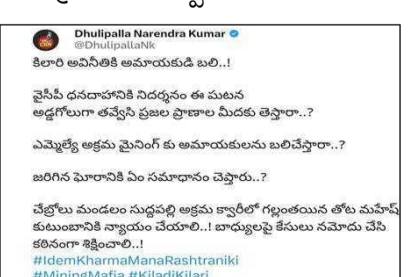 Dhulipalla Narendra Kumar
@DhulipallaNk
కిలారి అవినీతికి అమాయకుడి బలి..!
వైసీపీ ధనదాహానికి నిదర్శనం ఈ ఘటన
అడ్డగోలుగా తవ్వేసి ప్రజల ప్రాణాల మీదకు తెస్తారా..?
ఎమ్మెల్యే అక్రమ మైనింగ్ కు అమాయకులను బలిచేస్తారా..?
జరిగిన ఘోరానికి ఏం సమాధానం చెప్తారు..?
చేబ్రోలు మండలం సుద్దపల్లి అక్రమ క్వారీలో గల్లంతయిన తోట మహేష్
కుటుంబానికి న్యాయం చేయాలి..! బాధ్యులపై కేసులు నమోదు చేసి
కఠినంగా శిక్షించాలి..!
#IdemKharmaManaRashtraniki
#MiningMafia #KiladiKilari